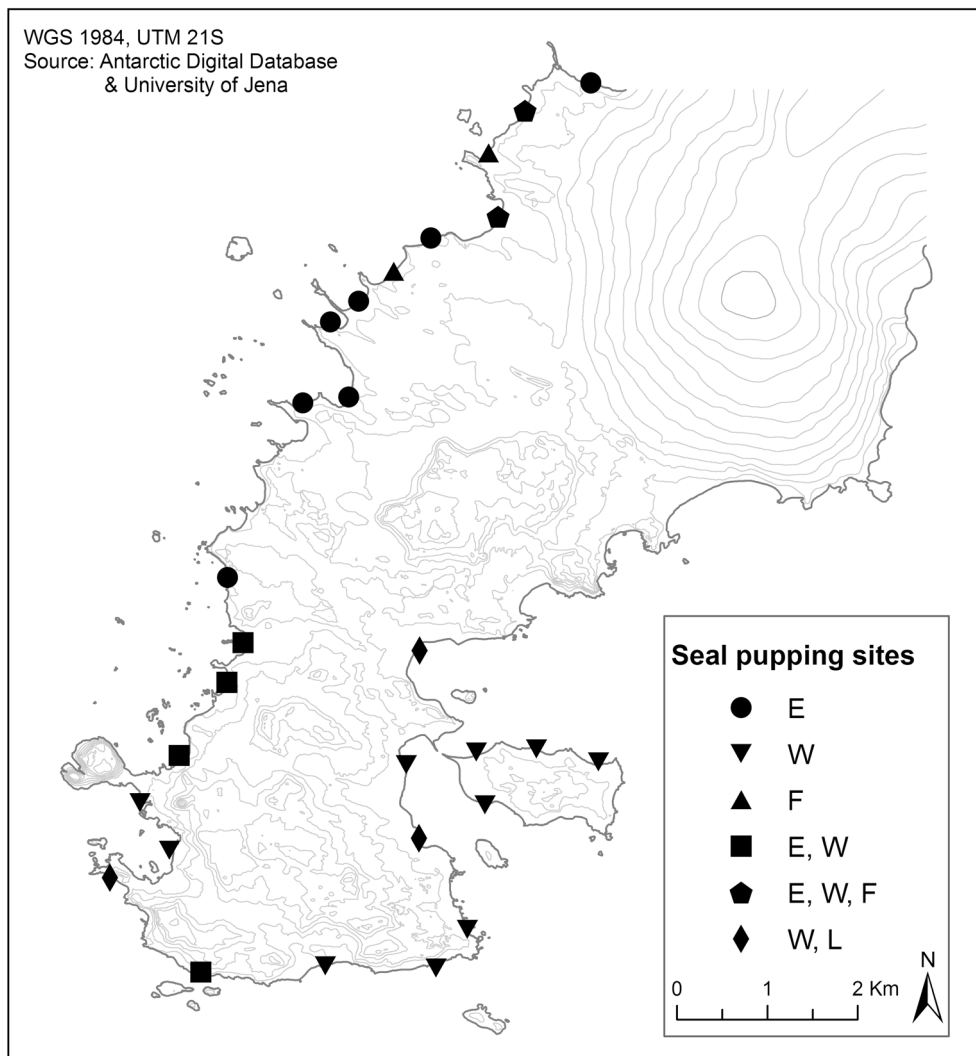 WGS 1984, UTM 21S
Source: Antarctic Digital Database
& University of Jena
Seal pupping sites
E
W
F
E, W
E, W, F
W, L
N
0 1 2 Km